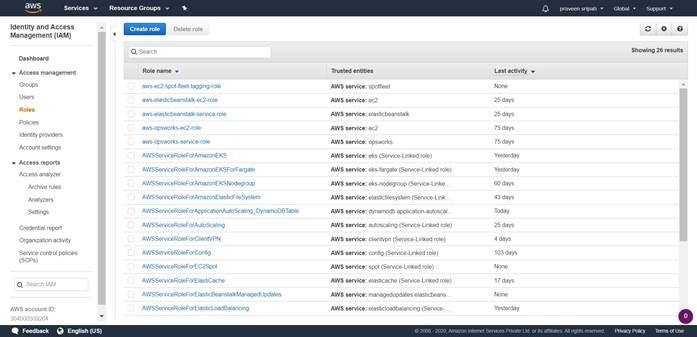 aws Services Resource Groups praveen sripati Global Support
Identity and Access
Management (IAM)
Dashboard
Access management
Groups
Users
Roles
Policies
Identity providers
Account settings
Access reports
Access analyzer
Archive rules
Analyzers
Settings
Credential report
Organization activity
Service control policies
(SCPs)
Search IAM
AWS account ID:
Create role Delete role
Search
Showing 26 results
Role name Trusted entities Last activity
aws-ec2-spot-fleet-tagging-role AWS service: spotfleet None
aws-elasticbeanstalk-ec2-role AWS service: ec2 25 days
aws-elasticbeanstalk-service-role AWS service: elasticbeanstalk 25 days
aws-opsworks-ec2-role AWS service: ec2 75 days
aws-opsworks-service-role AWS service: opsworks 75 days
AWSServiceRoleForAmazonEKS AWS service: eks (Service-Linked role) Yesterday
AWSServiceRoleForAmazonEKSForFargate AWS service: eks-fargate (Service-Linked role) Yesterday
AWSServiceRoleForAmazonEKSNodegroup AWS service: eks-nodegroup (Service-Linke... 60 days
AWSServiceRoleForAmazonElasticFileSystem AWS service: elasticfilesystem (Service-Link... 43 days
AWSServiceRoleForApplicationAutoScaling_DynamoDBTable AWS service: dynamodb.application-autoscal... Today
AWSServiceRoleForAutoScaling AWS service: autoscaling (Service-Linked role) 25 days
AWSServiceRoleForClientVPN AWS service: clientvpn (Service-Linked role) 4 days
AWSServiceRoleForConfig AWS service: config (Service-Linked role) 103 days
AWSServiceRoleForEC2Spot AWS service: spot (Service-Linked role) None
AWSServiceRoleForElastiCache AWS service: elasticache (Service-Linked role) 17 days
AWSServiceRoleForElasticBeanstalkManagedUpdates AWS service: managedupdates.elasticbeans... None
AWSServiceRoleForElasticLoadBalancing AWS service: elasticloadbalancing (Service-... Yesterday
0
Feedback English (US) © 2008 - 2020, Amazon Internet Services Private Ltd. or its affiliates. All rights reserved. Privacy Policy Terms of Use